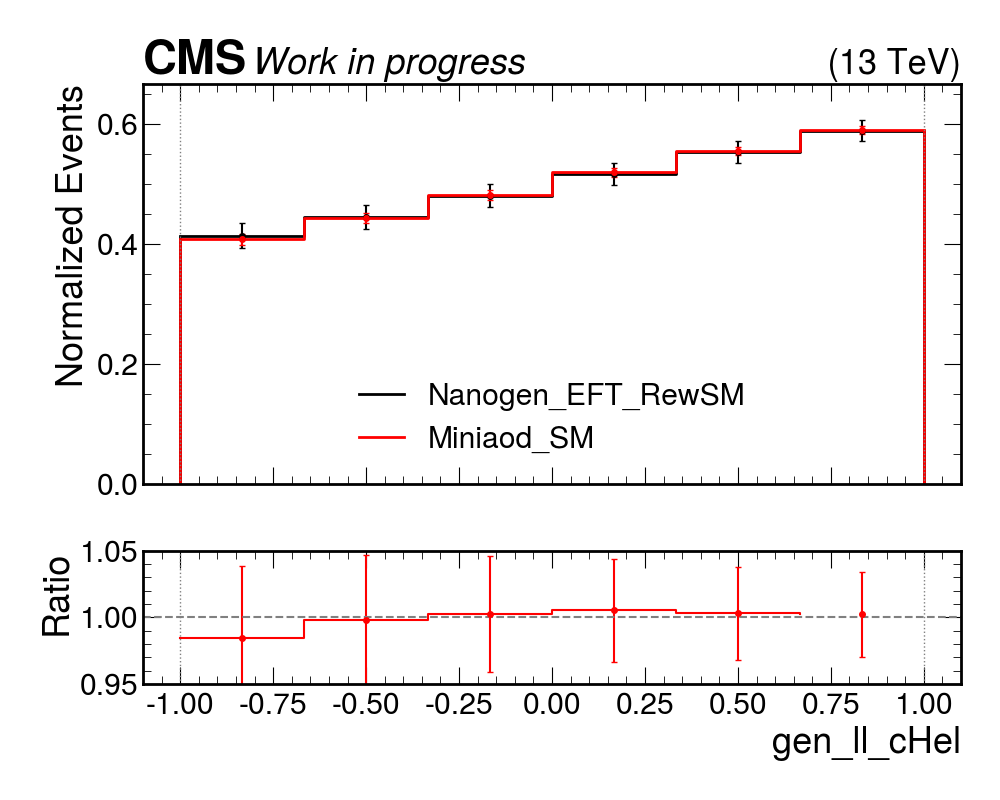 CMS Work in progress (13 TeV)
Normalized Events
0.6
0.4
0.2
0.0
Nanogen_EFT_RewSM
Miniaod_SM
Ratio
1.05
1.00
0.95
-1.00 -0.75 -0.50 -0.25 0.00 0.25 0.50 0.75 1.00
gen_ll_cHel